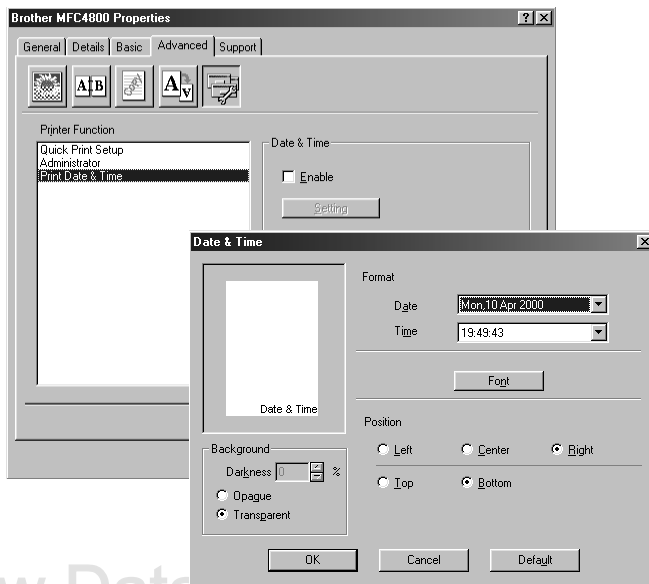 Brother MFC4800 Properties
General Details Basic Advanced Support
A B
A V
Printer Function
Quick Print Setup
Administrator
Print Date & Time
Date & Time
Enable
Setting
Date & Time
Date & Time
Format
Date Mon,10 Apr 2000
Time 19:49:43
Font
Position
Left Center Right
Top Bottom
Background
Darkness 0 %
Opague
Transparent
OK Cancel Default